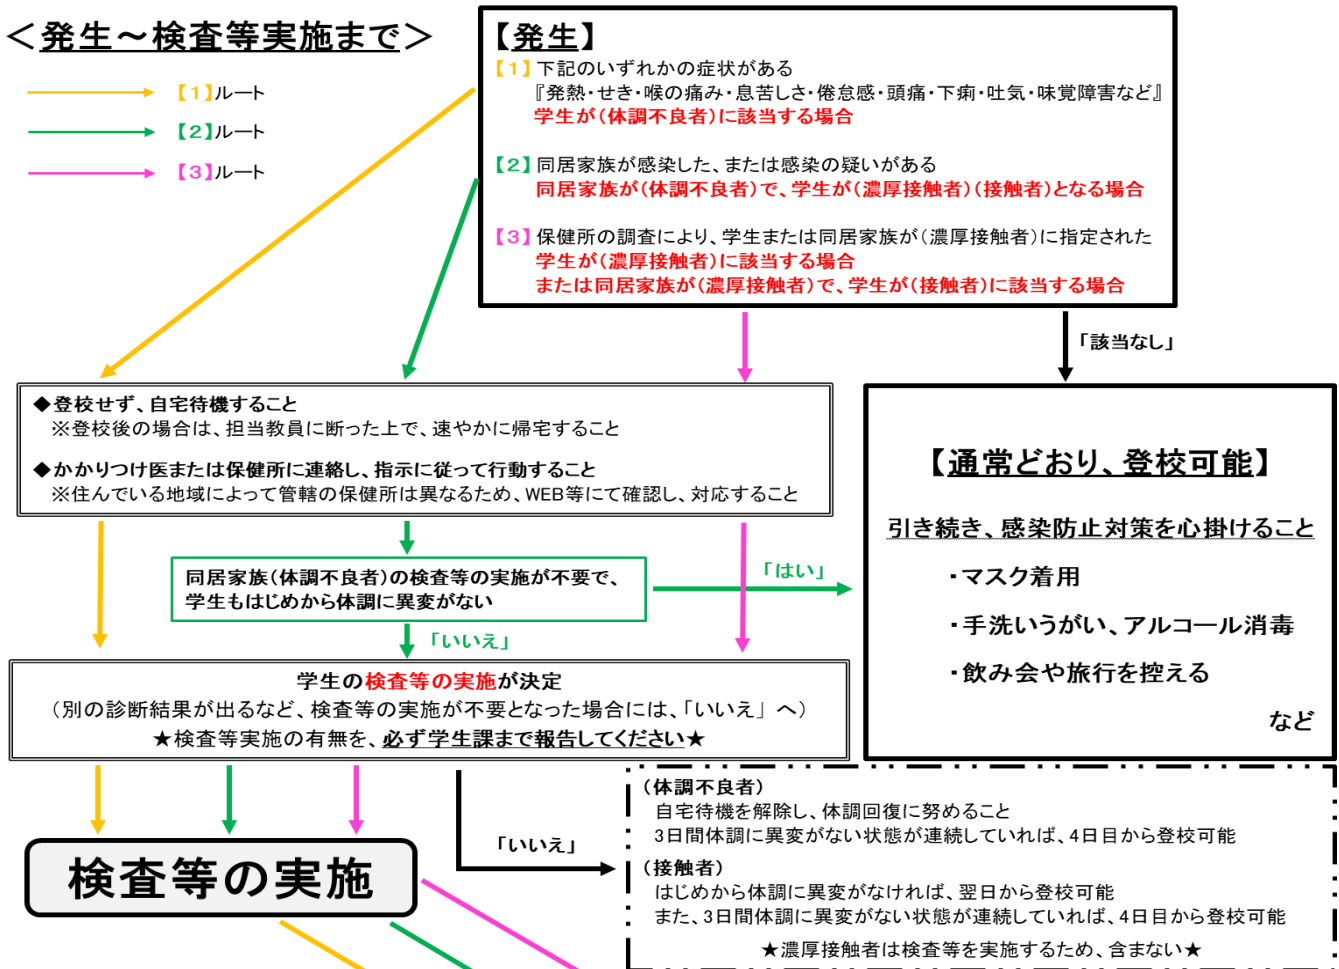 ＜発生～検査等実施まで＞
【1】ルート
【2】ルート
【3】ルート
【発生】
【1】下記のいずれかの症状がある
『発熱・せき・喉の痛み・息苦しさ・倦怠感・頭痛・下痢・吐気・味覚障害など』
学生が（体調不良者）に該当する場合
【2】同居家族が感染した、または感染の疑いがある
同居家族が（体調不良者）で、学生が（濃厚接触者）（接触者）となる場合
【3】保健所の調査により、学生または同居家族が（濃厚接触者）に指定された
学生が（濃厚接触者）に該当する場合
または同居家族が（濃厚接触者）で、学生が（接触者）に該当する場合
「該当なし」
◆登校せず、自宅待機すること
※登校後の場合は、担当教員に断った上で、速やかに帰宅すること
◆かかりつけ医または保健所に連絡し、指示に従って行動すること
※住んでいる地域によって管轄の保健所は異なるため、WEB等にて確認し、対応すること
【通常どおり、登校可能】
引き続き、感染防止対策を心掛けること
・マスク着用
・手洗いうがい、アルコール消毒
・飲み会や旅行を控える
など
同居家族（体調不良者）の検査等の実施が不要で、
学生もはじめから体調に異変がない
「はい」
「いいえ」
学生の検査等の実施が決定
（別の診断結果が出るなど、検査等の実施が不要となった場合には、「いいえ」へ）
★検査等実施の有無を、必ず学生課まで報告してください★
検査等の実施
「いいえ」
（体調不良者）
自宅待機を解除し、体調回復に努めること
3日間体調に異変がない状態が連続していれば、4日目から登校可能
（接触者）
はじめから体調に異変がなければ、翌日から登校可能
また、3日間体調に異変がない状態が連続していれば、4日目から登校可能
★濃厚接触者は検査等を実施するため、含まない★